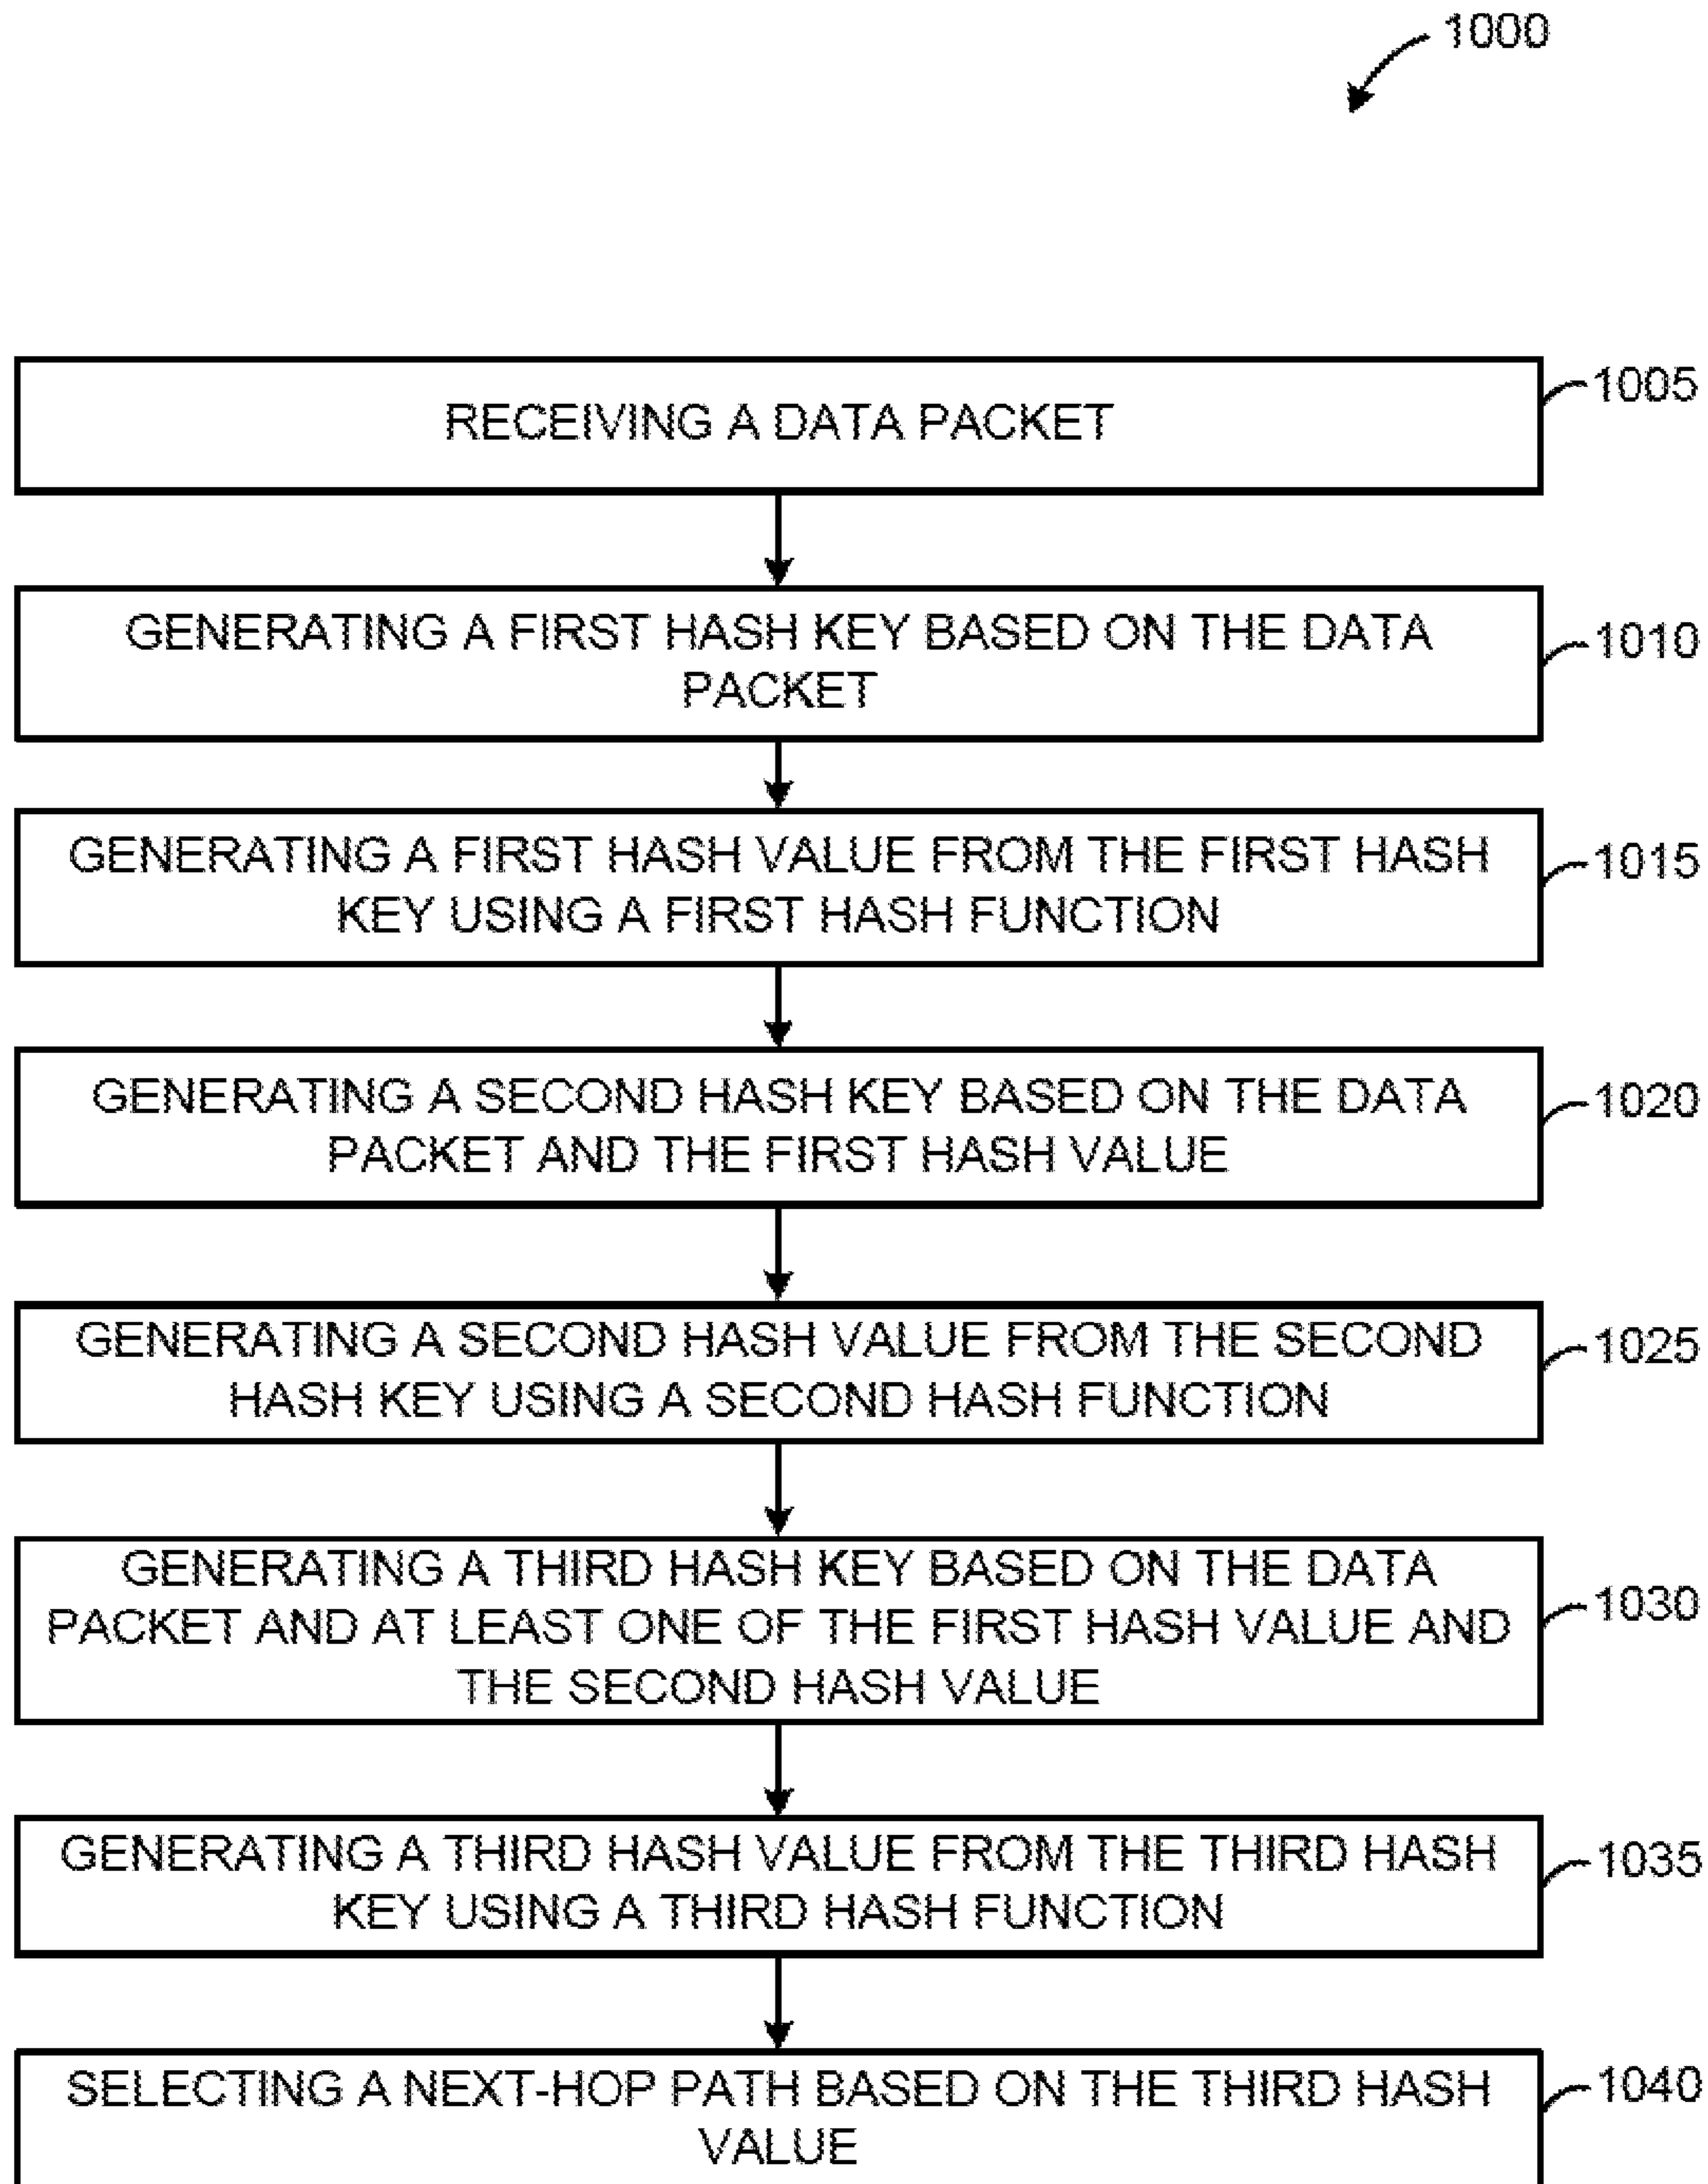 1000
RECEIVING A DATA PACKET
1005
GENERATING A FIRST HASH KEY BASED ON THE DATA
PACKET
1010
GENERATING A FIRST HASH VALUE FROM THE FIRST HASH
KEY USING A FIRST HASH FUNCTION
1015
GENERATING A SECOND HASH KEY BASED ON THE DATA
PACKET AND THE FIRST HASH VALUE
1020
GENERATING A SECOND HASH VALUE FROM THE SECOND
HASH KEY USING A SECOND HASH FUNCTION
1025
GENERATING A THIRD HASH KEY BASED ON THE DATA
PACKET AND AT LEAST ONE OF THE FIRST HASH VALUE AND
THE SECOND HASH VALUE
1030
GENERATING A THIRD HASH VALUE FROM THE THIRD HASH
KEY USING A THIRD HASH FUNCTION
1035
SELECTING A NEXT-HOP PATH BASED ON THE THIRD HASH
VALUE
1040